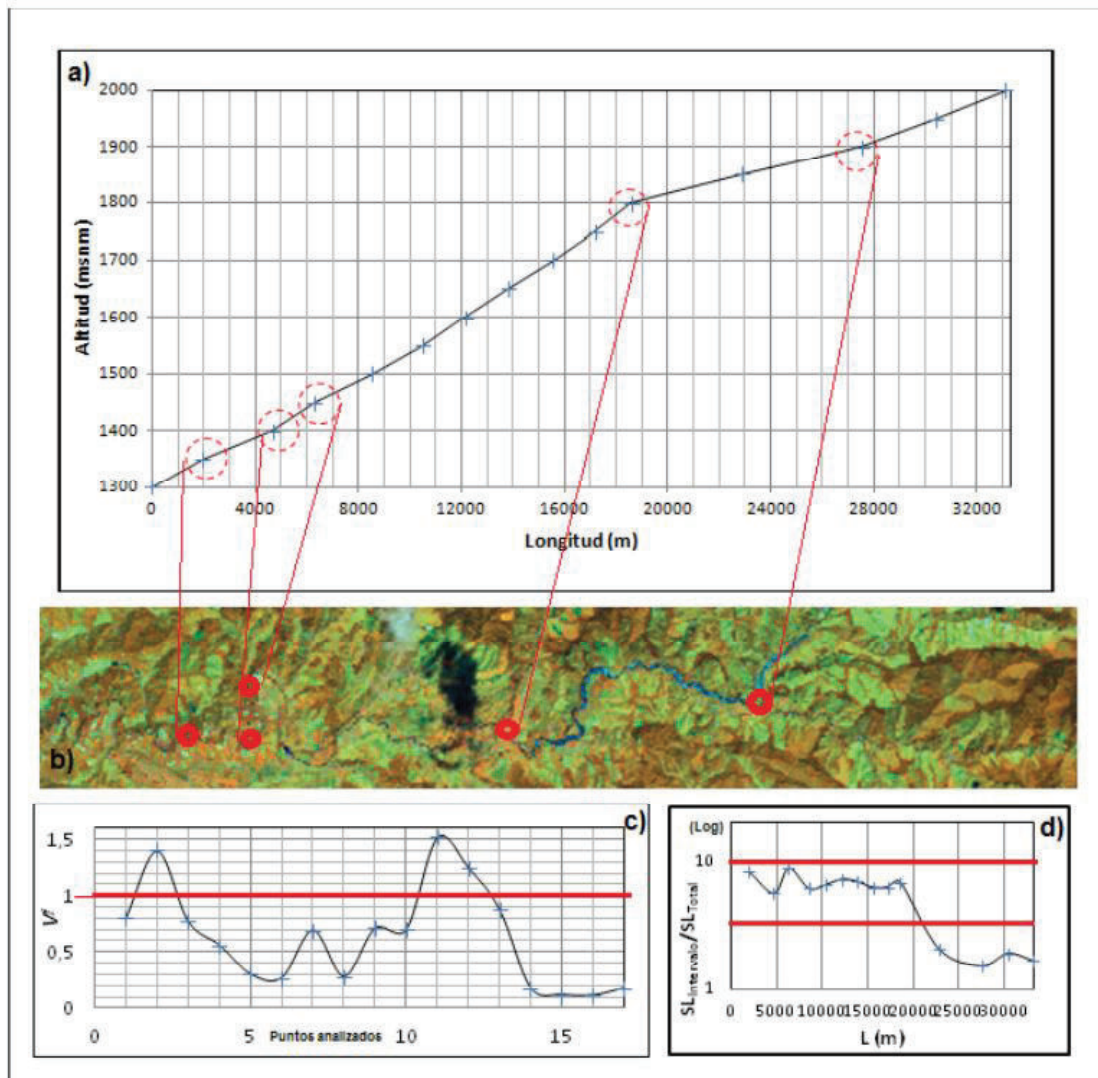 a)
2000
1900
1800
1700
1600
1500
1400
1300
Altitud (msnm)
0 4000 8000 12000 16000 20000 24000 28000 32000
Longitud (m)
b)
c)
1,5
1
0,5
0
Vf
0 5 10 15
Puntos analizados
d)
(Log)
10
1
SLIntervalo/SLTotal
0 5000 10000 15000 20000 25000 30000
L (m)